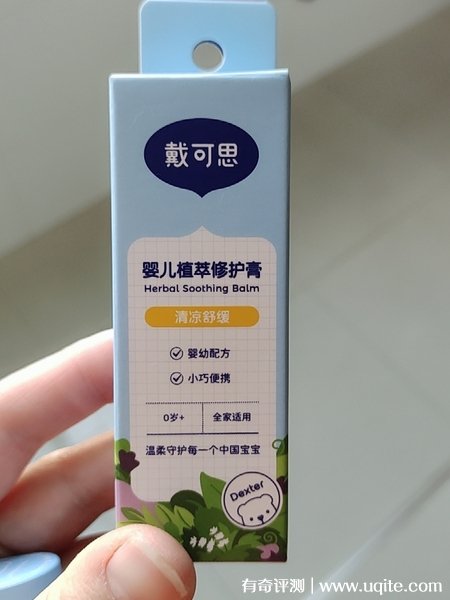 戴可思
婴儿植萃修护膏
Herbal Soothing Balm
清凉舒缓
婴幼配方
小巧便携
0岁+ 全家适用
温柔守护每一个中国宝宝
Dexter
有奇评测 | www.uqite.com